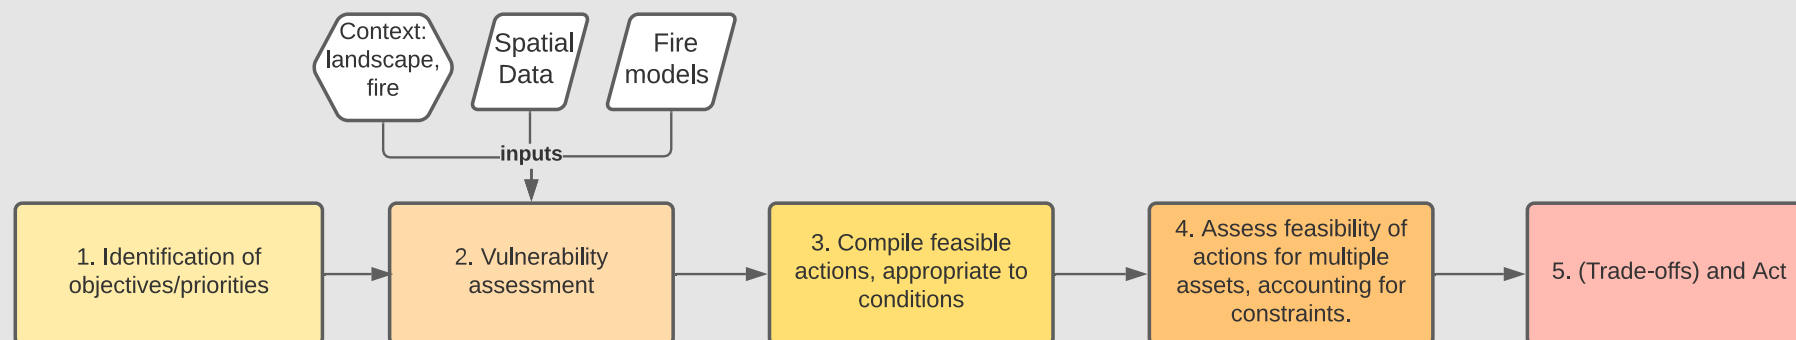 Context:
landscape,
fire
Spatial
Data
Fire
models
inputs
1. Identification of
objectives/priorities
2. Vulnerability
assessment
3. Compile feasible
actions, appropriate to
conditions
4. Assess feasibility of
actions for multiple
assets, accounting for
constraints.
5. (Trade-offs) and Act